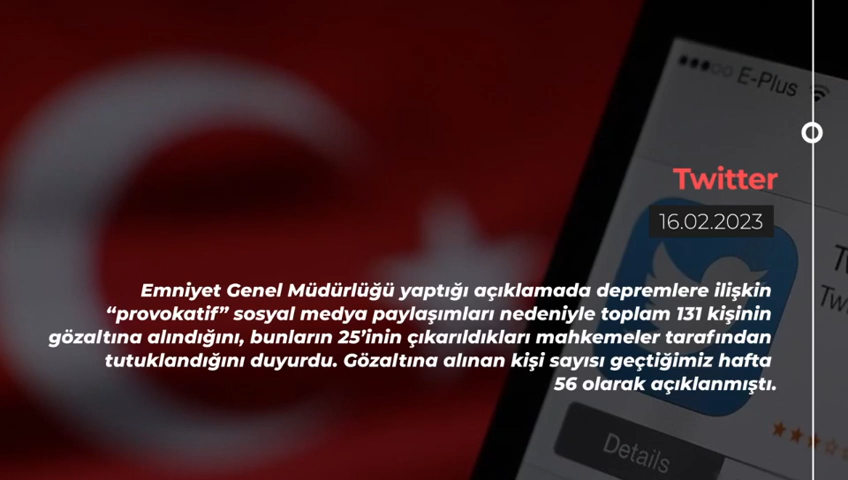 E-Plus
Twitter
16.02.2023
Emniyet Genel Müdürlüğü yaptığı açıklamada depremlere ilişkin
“provokatif” sosyal medya paylaşımları nedeniyle toplam 131 kişinin
gözaltına alındığını, bunların 25’inin çıkarıldıkları mahkemeler tarafından
tutuklandığını duyurdu. Gözaltına alınan kişi sayısı geçtiğimiz hafta
56 olarak açıklanmıştı.
Details